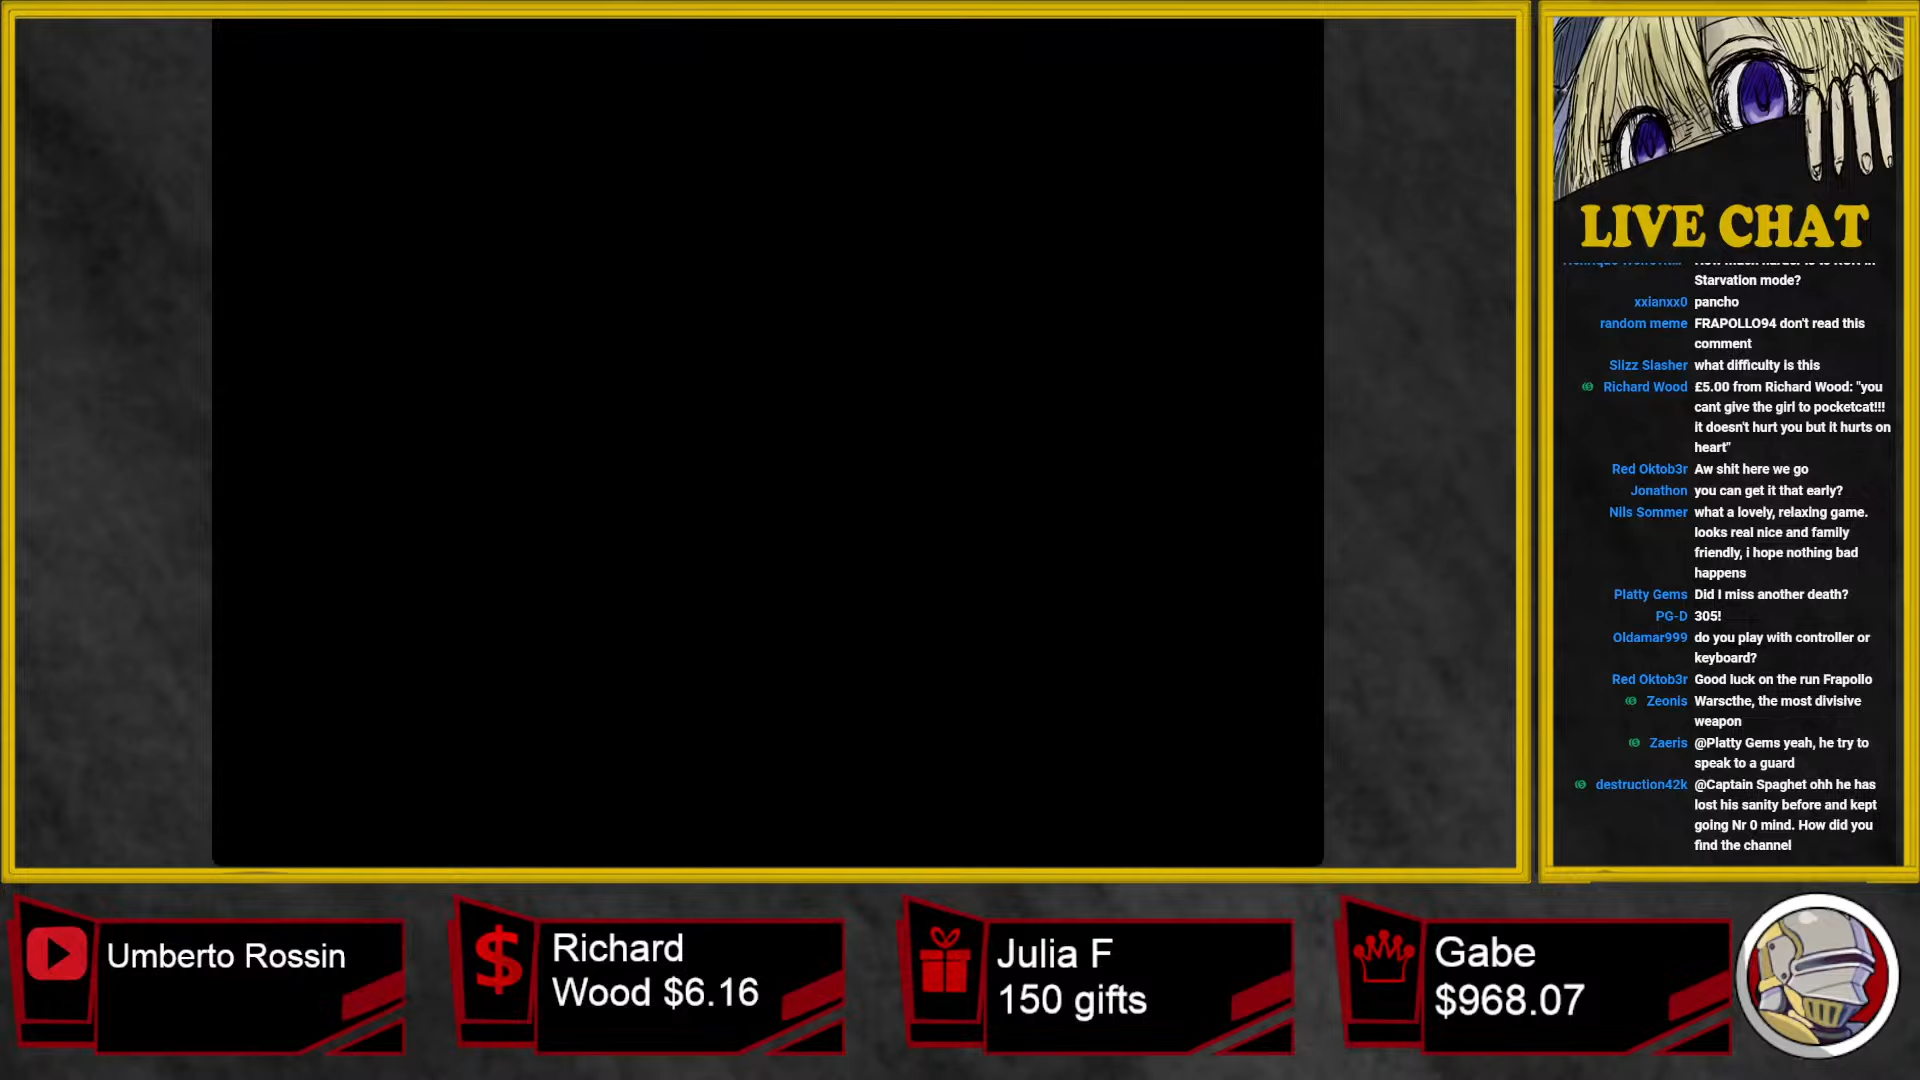 LIVE CHAT
Starvation mode?
xxianxx0 pancho
random meme FRAPOLLO94 don't read this
comment
Slizz Slasher what difficulty is this
Richard Wood £5.00 from Richard Wood: "you
cant give the girl to pocketcat!!!
it doesn't hurt you but it hurts on
heart"
Red Oktob3r Aw shit here we go
Jonathon you can get it that early?
Nils Sommer what a lovely, relaxing game.
looks real nice and family
friendly, i hope nothing bad
happens
Platty Gems Did I miss another death?
PG-D 305!
Oldamar999 do you play with controller or
keyboard?
Red Oktob3r Good luck on the run Frapollo
Zeonis Warscthe, the most divisive
weapon
Zaeris @Platty Gems yeah, he try to
speak to a guard
destruction42k @Captain Spaghet ohh he has
lost his sanity before and kept
going Nr 0 mind. How did you
find the channel
Umberto Rossin
$
Richard
Wood $6.16
Julia F
150 gifts
Gabe
$968.07